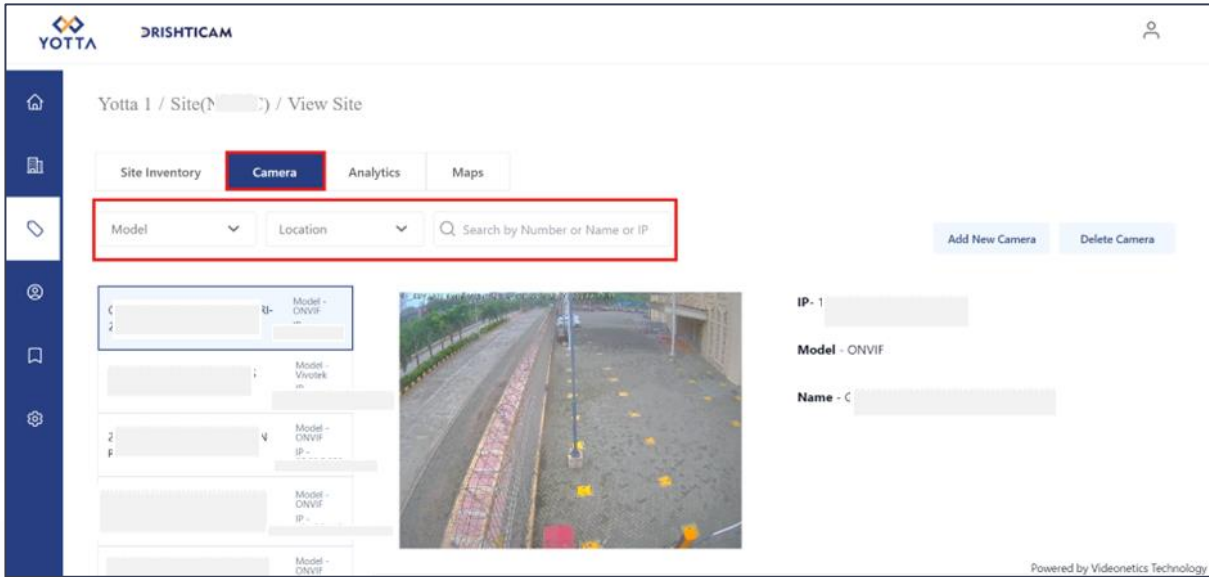 YOTTA
DRISHTICAM
Yotta 1 / Site(N C) / View Site
Site Inventory
Camera
Analytics
Maps
Model
Location
Search by Number or Name or IP
Add New Camera
Delete Camera
Model -
ONVIF
Model -
Vivotek
Model -
ONVIF
IP -
Model -
ONVIF
IP -
Model -
ONVIF
IP- 1
Model - ONVIF
Name -
Powered by Videonetics Technology